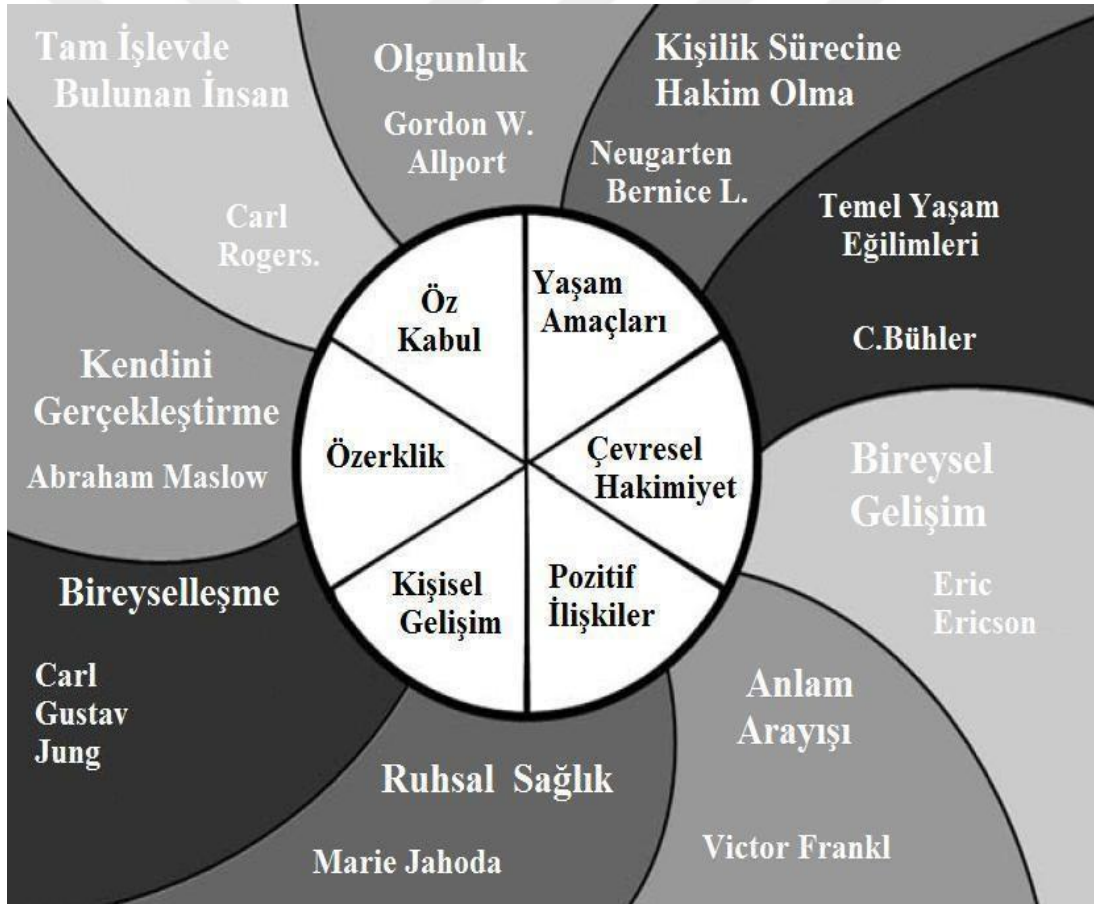 Tam İşlevde
Bulunan İnsan
Carl
Rogers.
Olgunluk
Gordon W.
Allport
Kişilik Sürecine
Hakim Olma
Neugarten
Bernice L.
Temel Yaşam
Eğilimleri
C.Bühler
Bireysel
Gelişim
Eric
Ericson
Anlam
Arayışı
Victor Frankl
Ruhsal Sağlık
Marie Jahoda
Bireyselleşme
Carl
Gustav
Jung
Kendini
Gerçekleştirme
Abraham Maslow
Öz
Kabul
Yaşam
Amaçları
Çevresel
Hakimiyet
Pozitif
İlişkiler
Kişisel
Gelişim
Özerklik